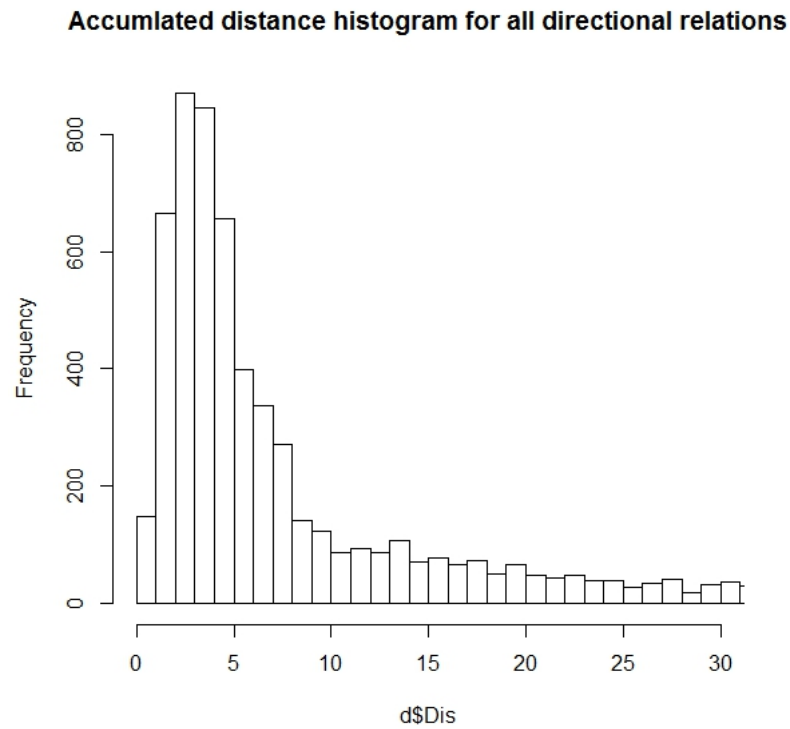 Accumlated distance histogram for all directional relations
Frequency
800
600
400
200
0
0 5 10 15 20 25 30
d$Dis